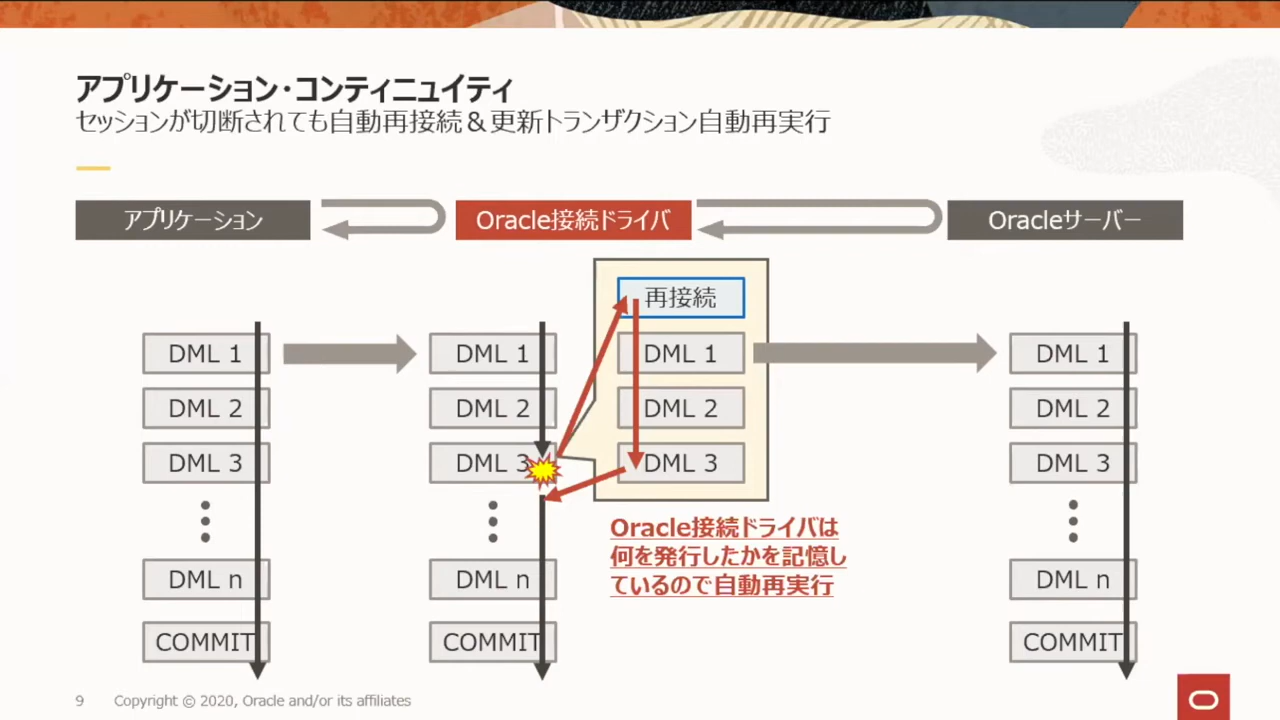 アプリケーション・コンティニュイティ
セッションが切断されても自動再接続＆更新トランザクション自動再実行
アプリケーション
Oracle接続ドライバ
Oracleサーバー
再接続
DML 1
DML 1
DML 1
DML 1
DML 2
DML 2
DML 2
DML 2
DML 3
DML 3
DML 3
DML 3
Oracle接続ドライバは
何を発行したかを記憶し
ているので自動再実行
DML n
DML n
DML n
COMMIT
COMMIT
COMMIT
9 Copyright © 2020, Oracle and/or its affiliates